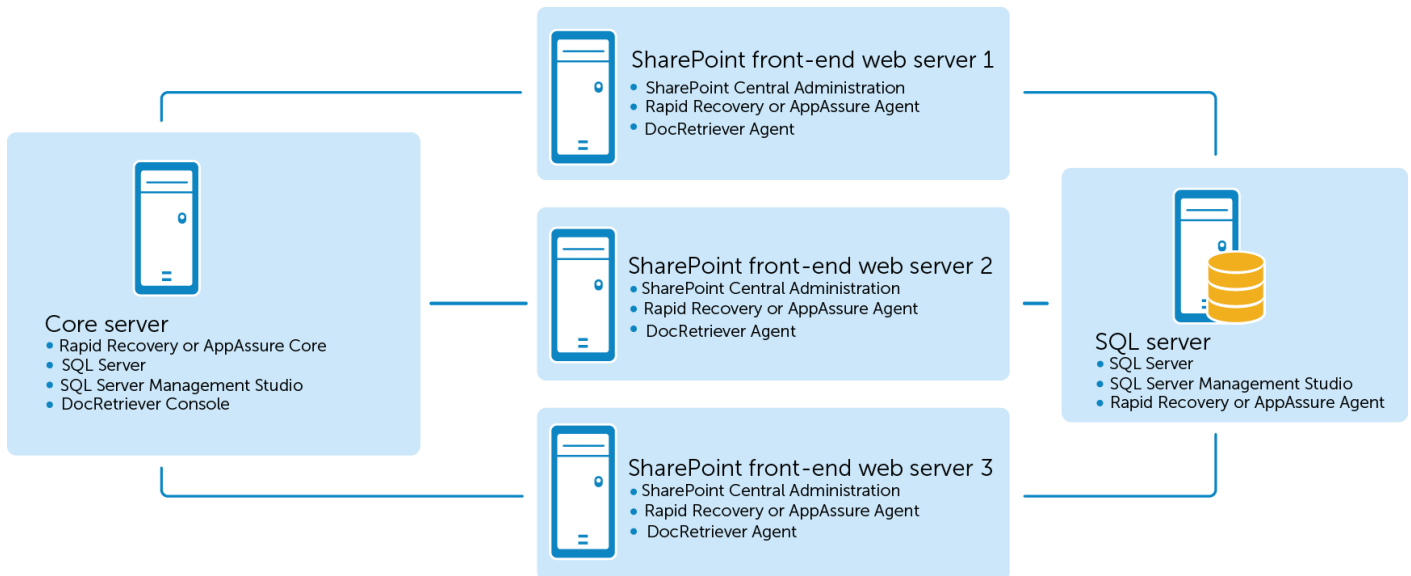 SharePoint front-end web server 1
SharePoint Central Administration
Rapid Recovery or AppAssure Agent
DocRetriever Agent
Core server
Rapid Recovery or AppAssure Core
SQL Server
SQL Server Management Studio
DocRetriever Console
SharePoint front-end web server 2
SharePoint Central Administration
Rapid Recovery or AppAssure Agent
DocRetriever Agent
SQL server
SQL Server
SQL Server Management Studio
Rapid Recovery or AppAssure Agent
SharePoint front-end web server 3
SharePoint Central Administration
Rapid Recovery or AppAssure Agent
DocRetriever Agent